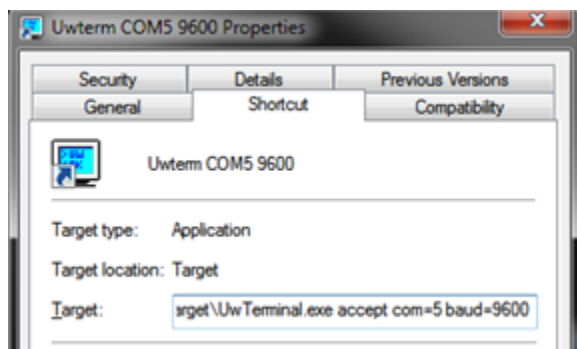 Uwterm COM5 9600 Properties
Security Details Previous Versions
General Shortcut Compatibility
Uwterm COM5 9600
Target type: Application
Target location: Target
Target: arget\UwTerminal.exe accept com=5 baud=9600